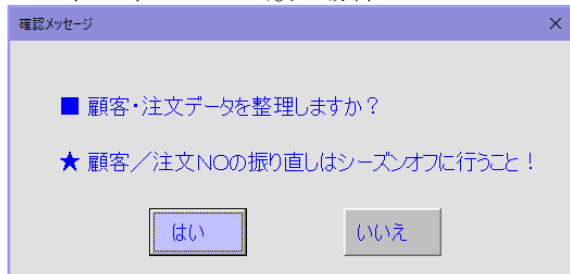 確認メッセージ
■ 顧客・注文データを整理しますか？
★ 顧客／注文NOの振り直しはシーズンオフに行うこと！
はい
いいえ